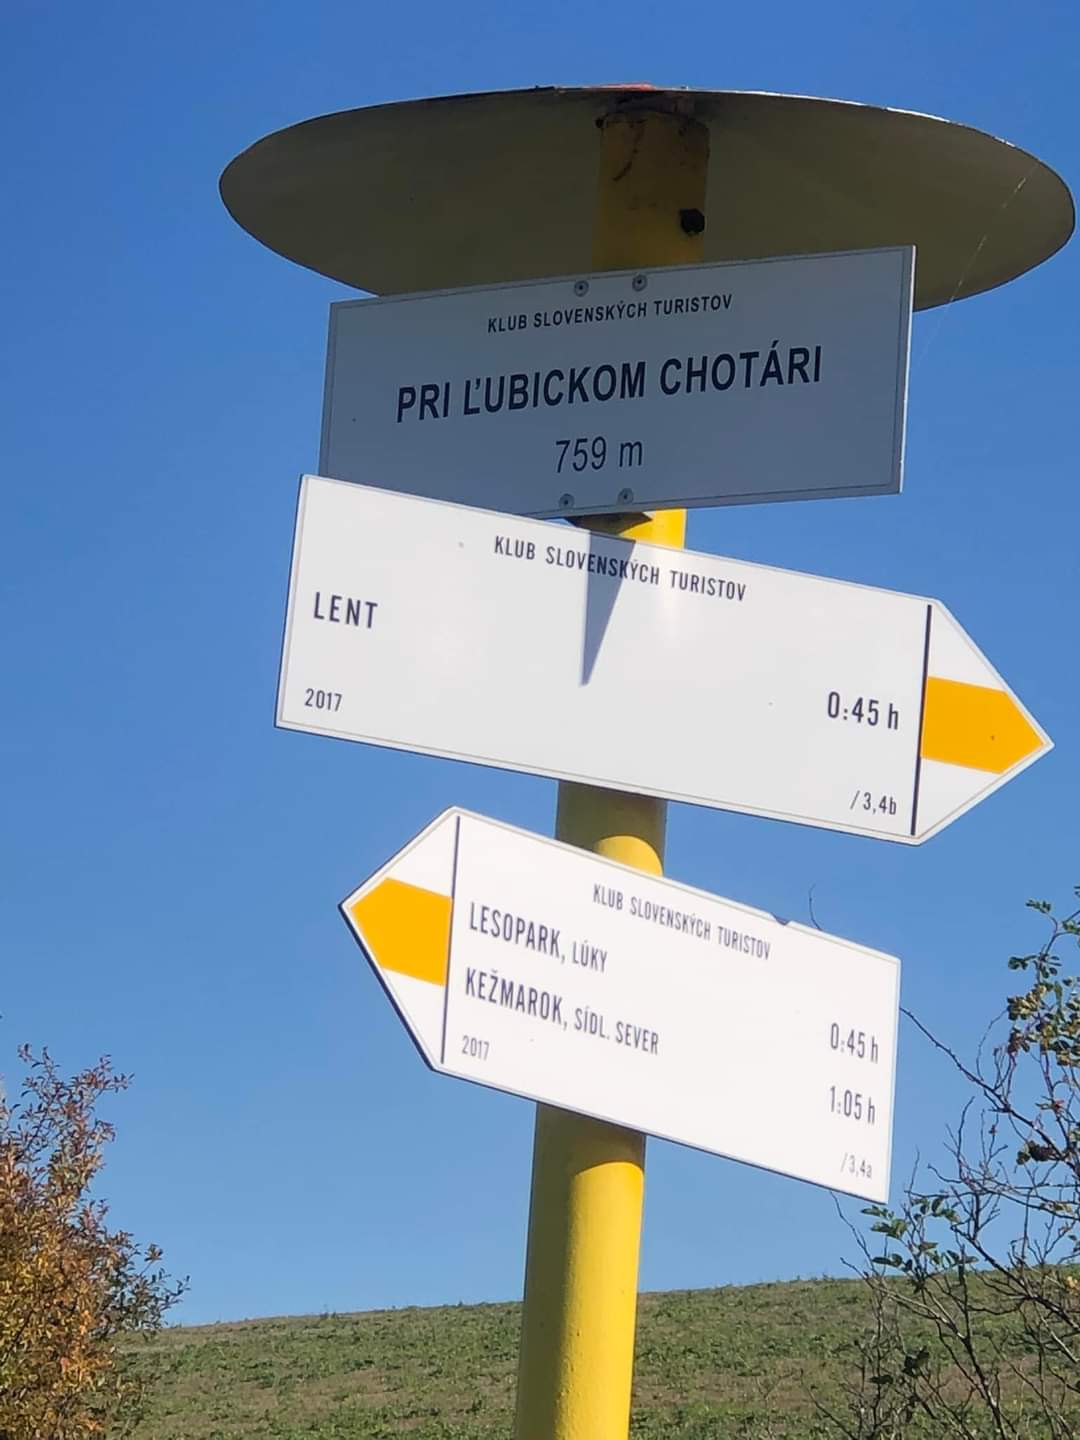 KLUB SLOVENSKÝCH TURISTOV
PRI ĽUBICKOM CHOTÁRI
759 m
KLUB SLOVENSKÝCH TURISTOV
LENT
0:45 h
2017
/3,4b
KLUB SLOVENSKÝCH TURISTOV
LESOPARK, LÚKY
0:45 h
KEŽMAROK, SÍDL. SEVER
1:05 h
2017
/3,4a